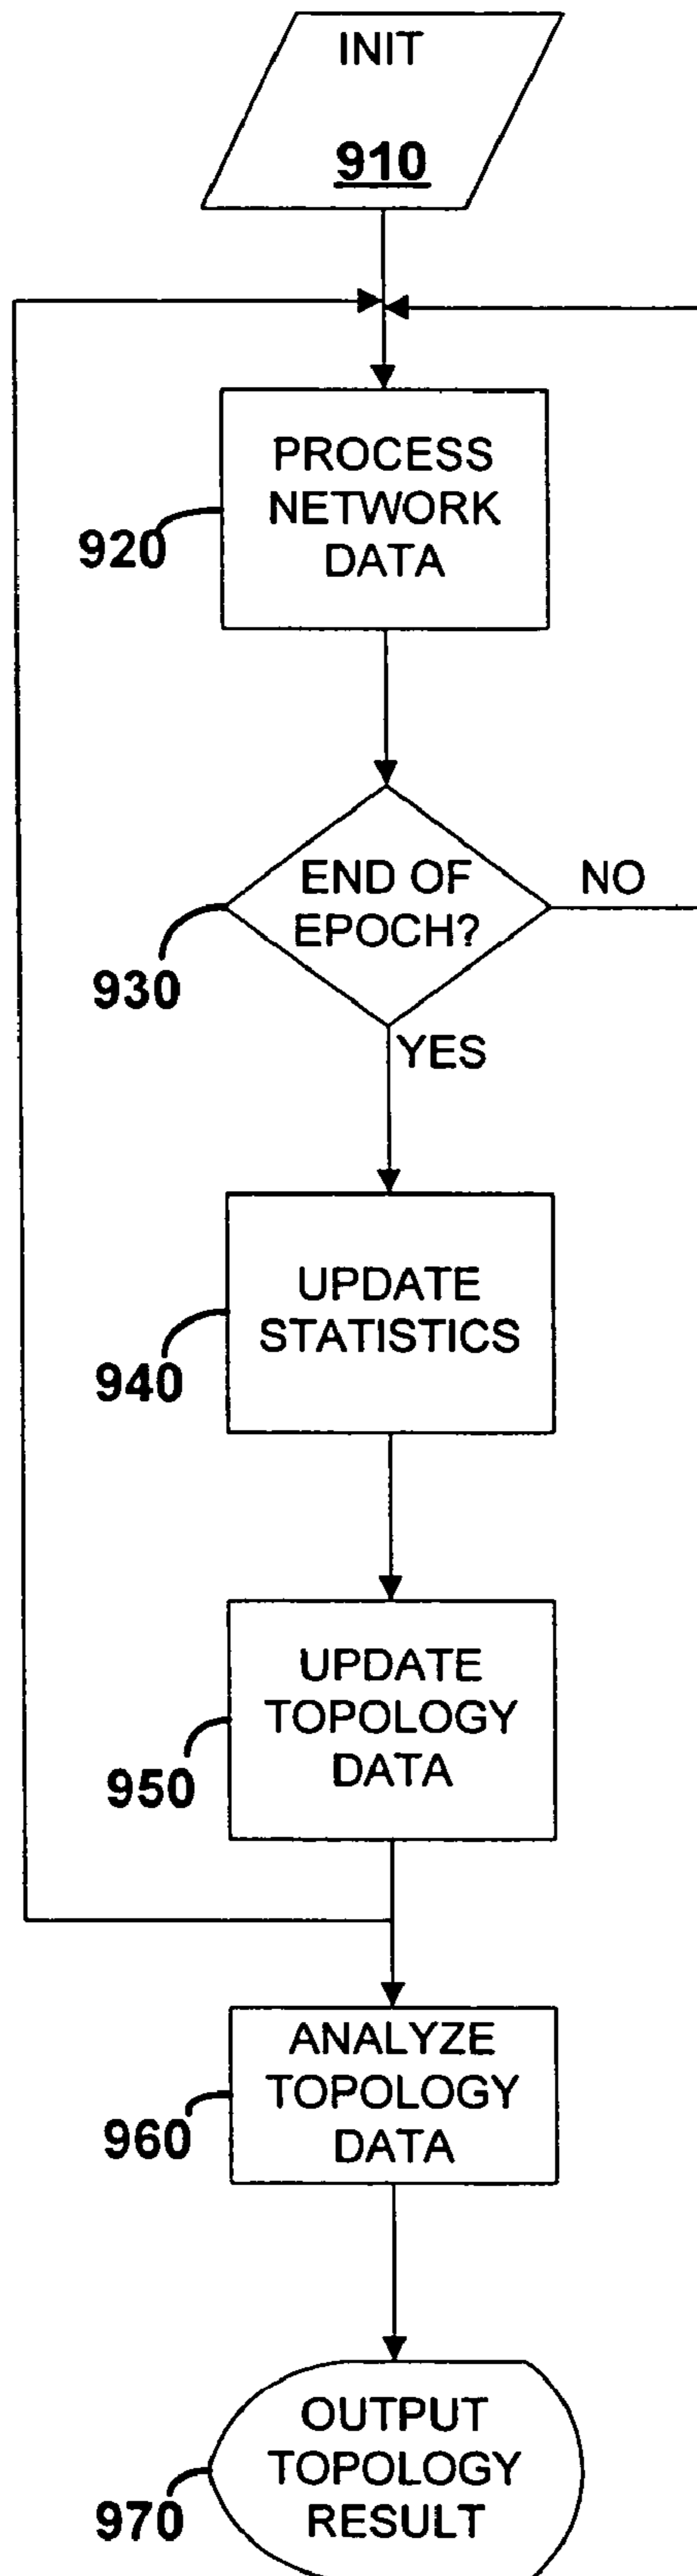 INIT
910
PROCESS
NETWORK
DATA
920
END OF
EPOCH?
NO
930
YES
UPDATE
STATISTICS
940
UPDATE
TOPOLOGY
DATA
950
ANALYZE
TOPOLOGY
DATA
960
OUTPUT
TOPOLOGY
RESULT
970